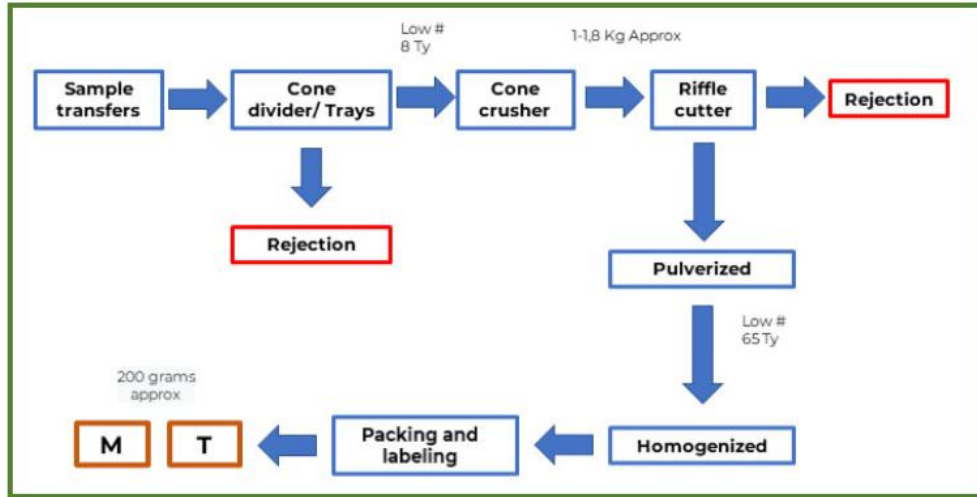 Low #
8 Ty
1-1,8 Kg Approx
Sample
transfers
Cone
divider/ Trays
Cone
crusher
Riffle
cutter
Rejection
Rejection
Pulverized
Low #
65 Ty
200 grams
approx
M
T
Packing and
labeling
Homogenized